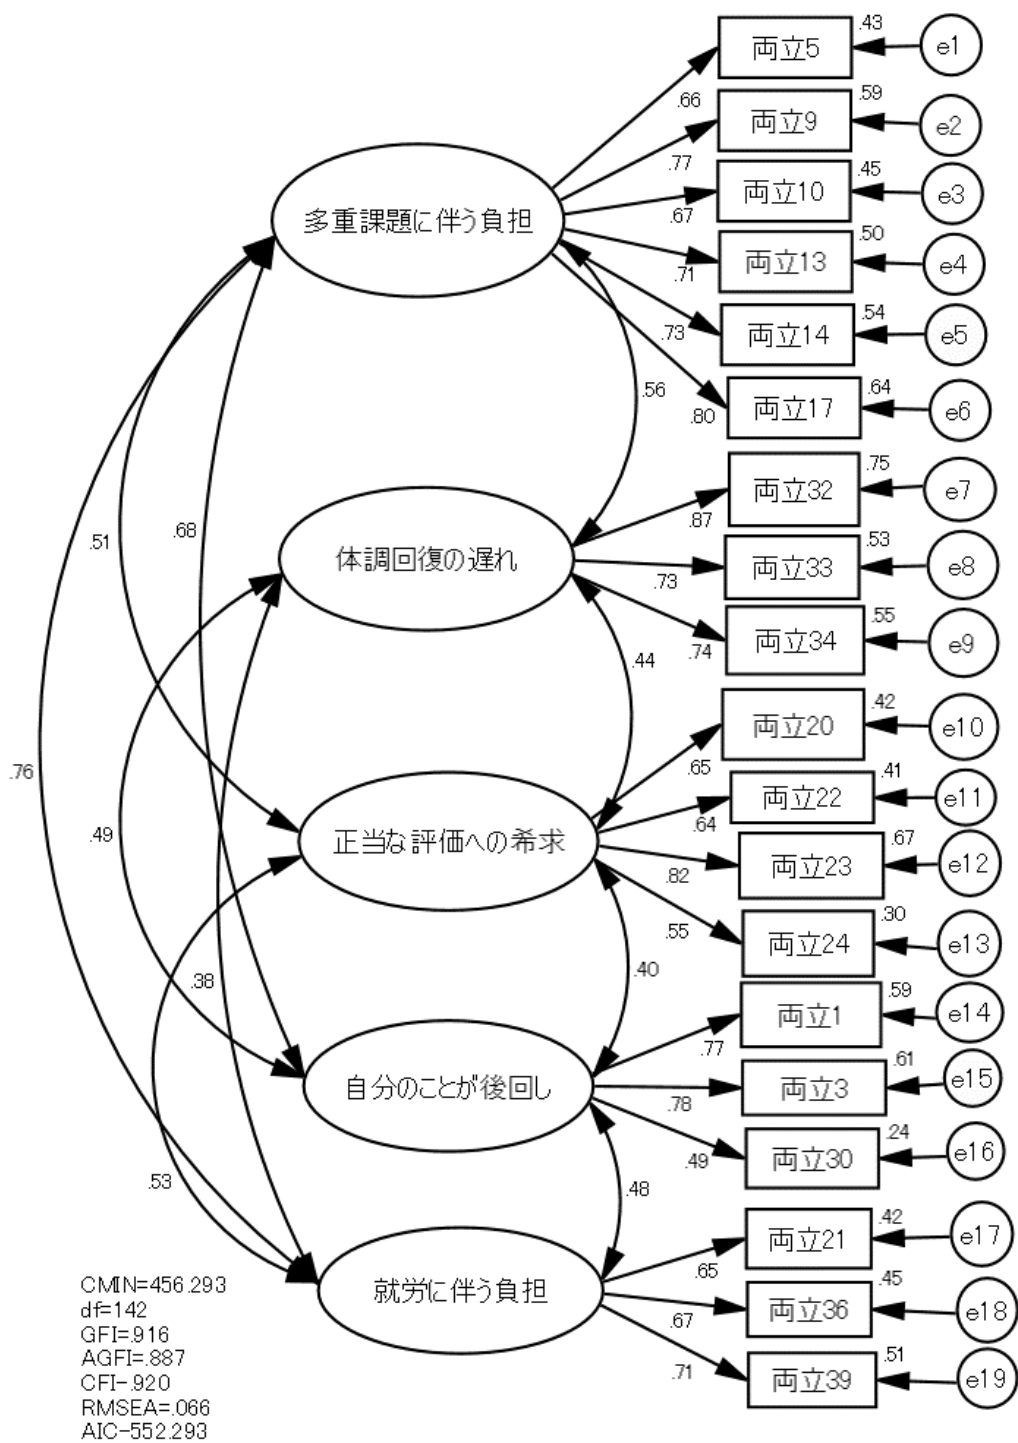 .43
両立5
e1
.66
.59
両立9
e2
.77
.45
両立10
e3
.67
多重課題に伴う負担
.50
両立13
e4
.71
.54
両立14
e5
.73
.56
.64
両立17
e6
.80
.75
両立32
e7
.87
.68
.51
体調回復の遅れ
.53
両立33
e8
.73
.55
両立34
e9
.74
.44
.42
両立20
e10
.65
.76
.41
両立22
e11
.64
.49
正当な評価への希求
.67
両立23
e12
.82
.30
両立24
e13
.55
.40
.38
.59
両立1
e14
.77
自分のことが後回し
.61
両立3
e15
.78
.24
両立30
e16
.49
.53
.48
.42
両立21
e17
.65
就労に伴う負担
.45
両立36
e18
.67
.51
両立39
e19
.71
CMIN=456.293
df=142
GFI=.916
AGFI=.887
CFI-.920
RMSEA=.066
AIC-552.293